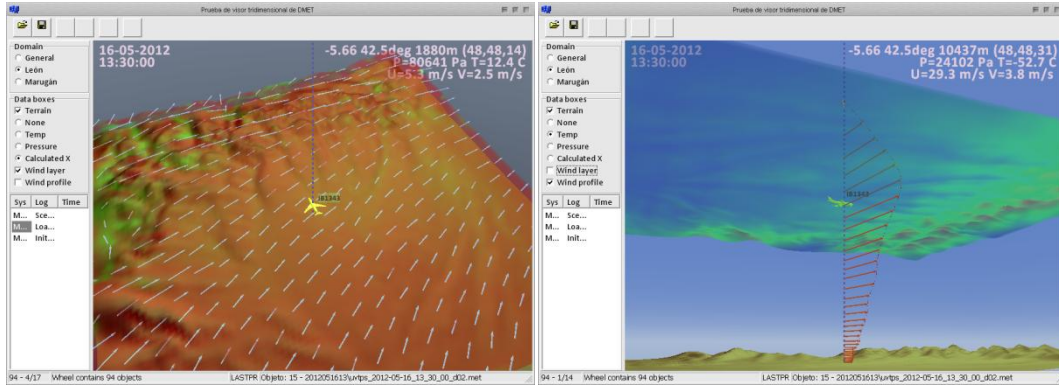 Prueba de visor tridimensional de DMET
Domain
General
León
Marugán
Data boxes
Terrain
None
Temp
Pressure
Calculated X
Wind layer
Wind profile
Sys Log Time
M... Sce...
M... Loa...
M... Init...
16-05-2012
13:30:00
-5.66 42.5deg 1880m (48,48,14)
P=80641 Pa T=12.4 C
U=5.3 m/s V=2.5 m/s
94 - 4/17 Wheel contains 94 objects LASTPR Objeto: 15 - 2012051613\uvtps_2012-05-16_13_30_00_d02.met
Prueba de visor tridimensional de DMET
Domain
General
León
Marugán
Data boxes
Terrain
None
Temp
Pressure
Calculated X
Wind layer
Wind profile
Sys Log Time
M... Sce...
M... Loa...
M... Init...
16-05-2012
13:30:00
-5.66 42.5deg 10437m (48,48,31)
P=24102 Pa T=-52.7 C
U=29.3 m/s V=3.8 m/s
94 - 1/14 Wheel contains 94 objects LASTPR Objeto: 15 - 2012051613\uvtps_2012-05-16_13_30_00_d02.met